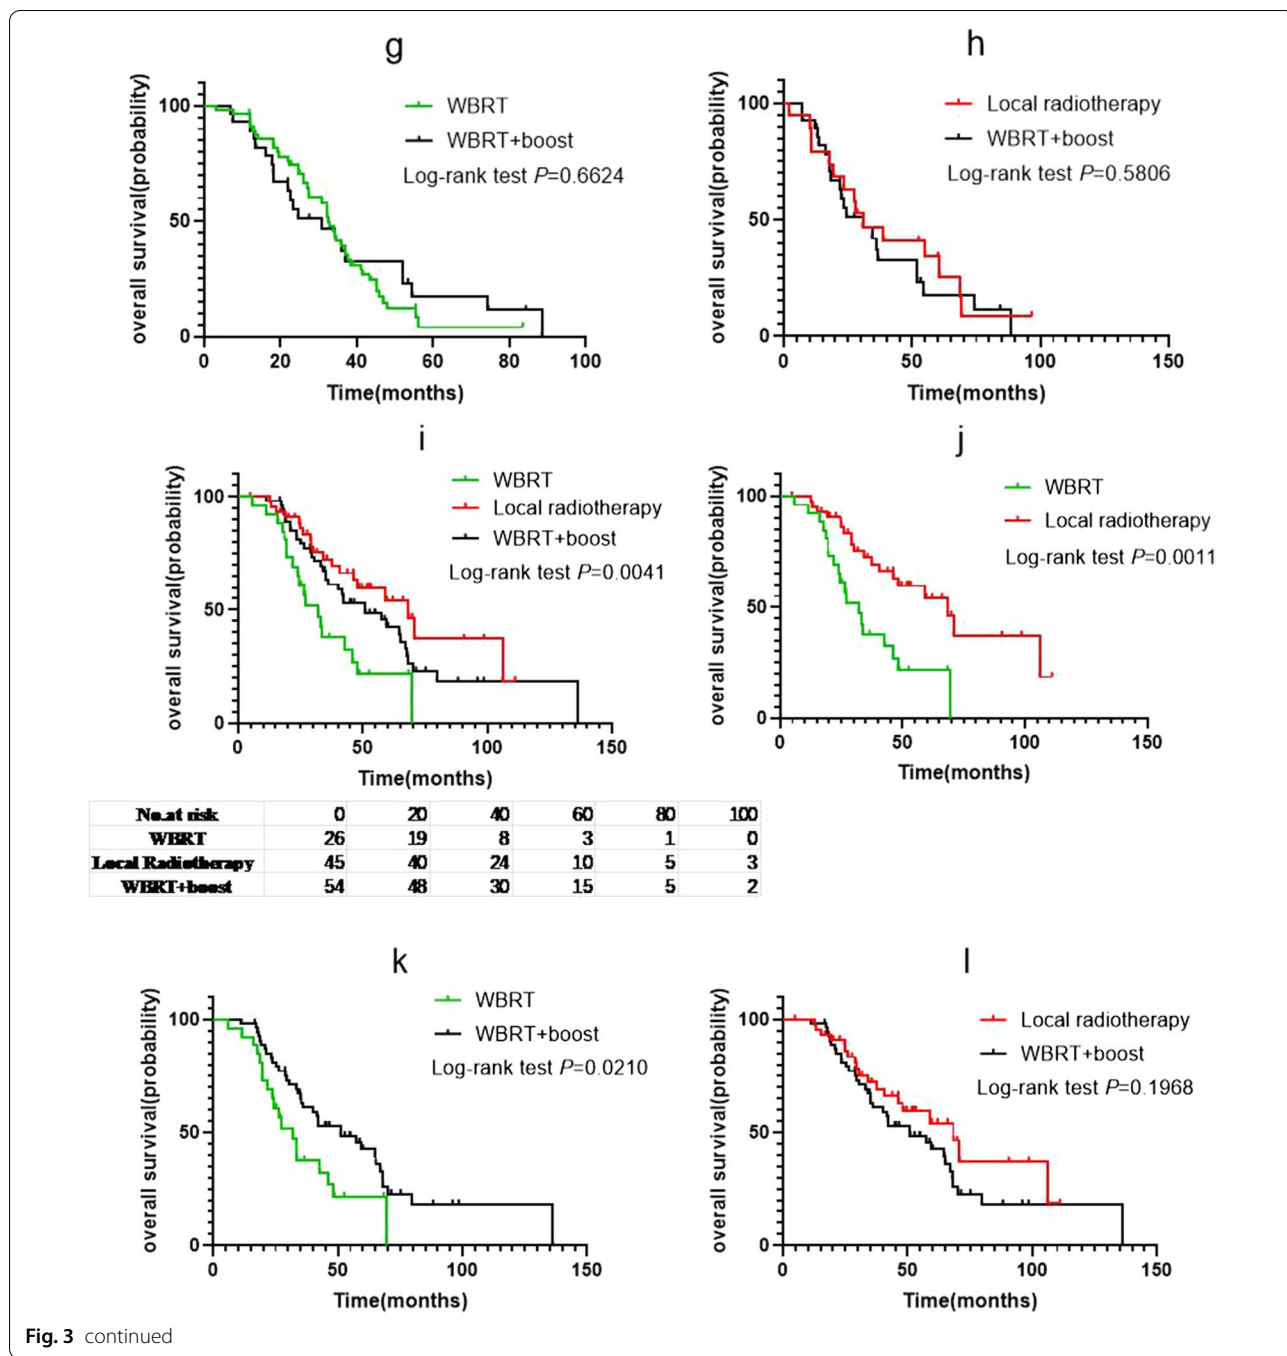 g
overall survival(probability)
100
50
0
WBRT
WBRT+boost
Log-rank test P=0.6624
0 20 40 60 80 100
Time(months)
h
overall survival(probability)
100
50
0
Local radiotherapy
WBRT+boost
Log-rank test P=0.5806
0 50 100 150
Time(months)
i
overall survival(probability)
100
50
0
WBRT
Local radiotherapy
WBRT+boost
Log-rank test P=0.0041
0 50 100 150
Time(months)
j
overall survival(probability)
100
50
0
WBRT
Local radiotherapy
Log-rank test P=0.0011
0 50 100 150
Time(months)
No.at risk 0 20 40 60 80 100
WBRT 26 19 8 3 1 0
Local Radiotherapy 45 40 24 10 5 3
WBRT+boost 54 48 30 15 5 2
k
overall survival(probability)
100
50
0
WBRT
WBRT+boost
Log-rank test P=0.0210
0 50 100 150
Time(months)
l
overall survival(probability)
100
50
0
Local radiotherapy
WBRT+boost
Log-rank test P=0.1968
0 50 100 150
Time(months)
Fig. 3 continued